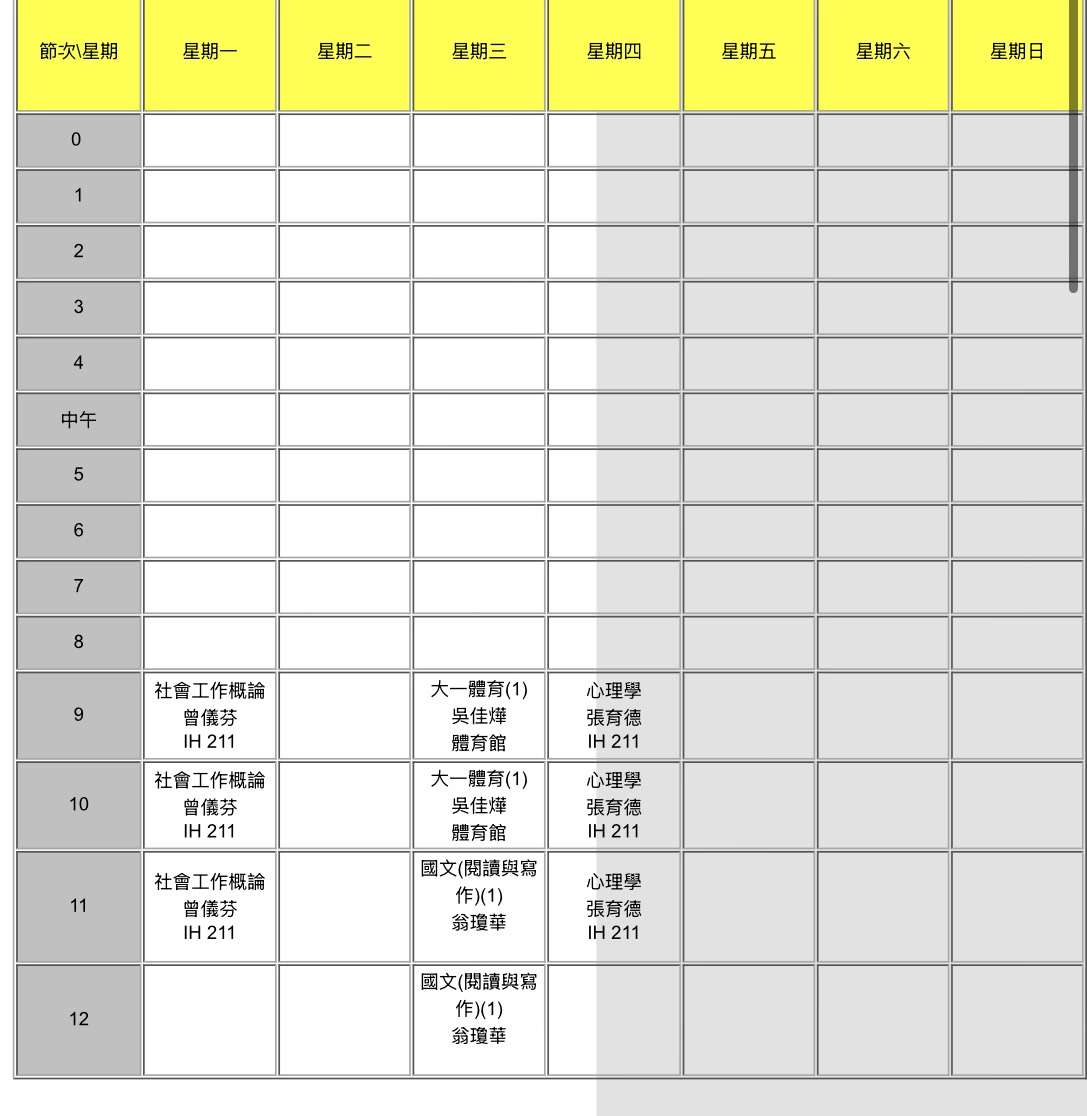 節次\星期 星期一 星期二 星期三 星期四 星期五 星期六 星期日
0
1
2
3
4
中午
5
6
7
8
9
社會工作概論
曾儀芬
IH 211
大一體育(1)
吳佳燁
體育館
心理學
張育德
IH 211
10
社會工作概論
曾儀芬
IH 211
大一體育(1)
吳佳燁
體育館
心理學
張育德
IH 211
11
社會工作概論
曾儀芬
IH 211
國文(閱讀與寫
作)(1)
翁瓊華
心理學
張育德
IH 211
12
國文(閱讀與寫
作)(1)
翁瓊華